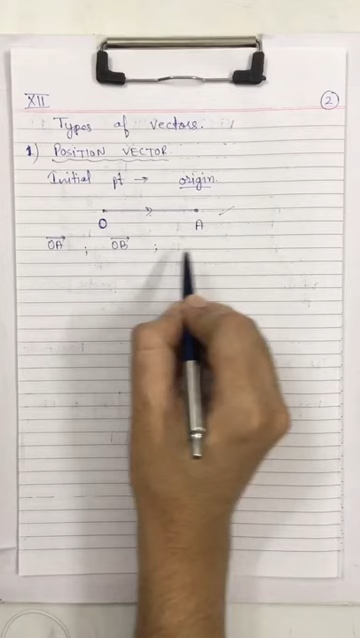 XII
2
Types of vectors.
1) POSITION VECTOR
Initial pt → origin.
O A
OA ; OB ;